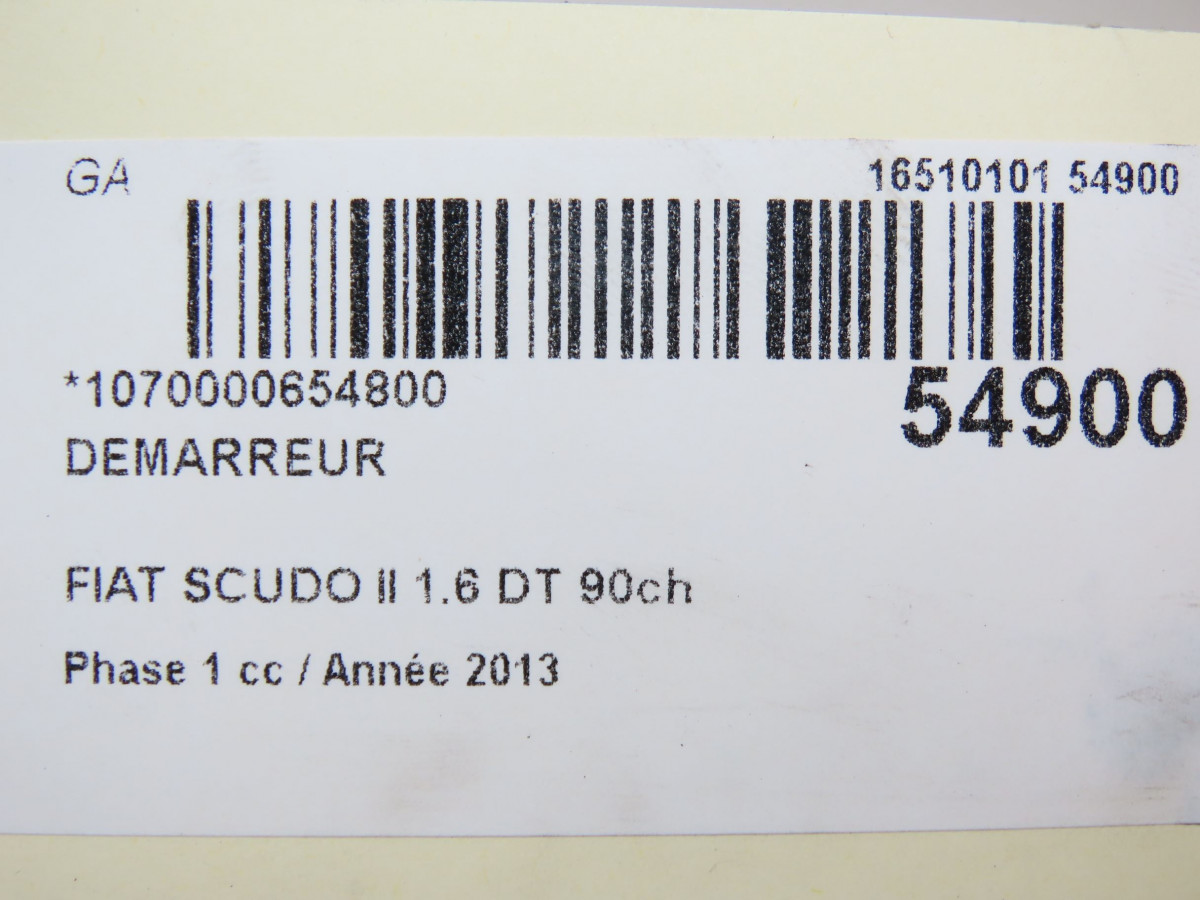 GA 16510101 54900
*1070000654800 54900
DEMARREUR
FIAT SCUDO II 1.6 DT 90ch
Phase 1 cc / Année 2013